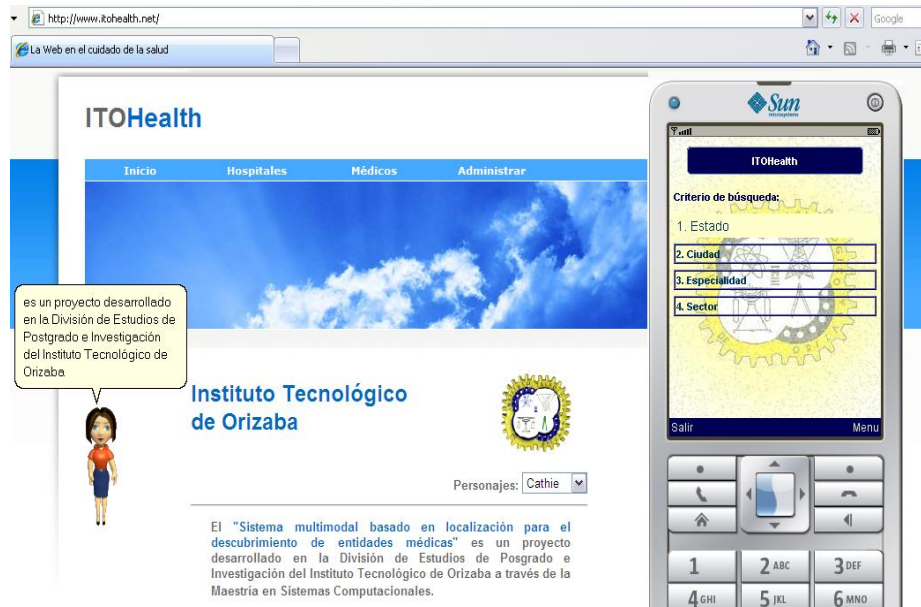 http://www.itohealth.net/
Google
La Web en el cuidado de la salud
ITOHealth
Inicio Hospitales Médicos Administrar
es un proyecto desarrollado
en la División de Estudios de
Postgrado e Investigación
del Instituto Tecnológico de
Orizaba
Instituto Tecnológico
de Orizaba
Personajes: Cathie
El "Sistema multimodal basado en localización para el
descubrimiento de entidades médicas" es un proyecto
desarrollado en la División de Estudios de Posgrado e
Investigación del Instituto Tecnológico de Orizaba a través de la
Maestría en Sistemas Computacionales.
Sun
microsystems
ITOHealth
Criterio de búsqueda:
1. Estado
2. Ciudad
3. Especialidad
4. Sector
Salir Menu
1 2 ABC 3 DEF
4 GHI 5 JKL 6 MNO